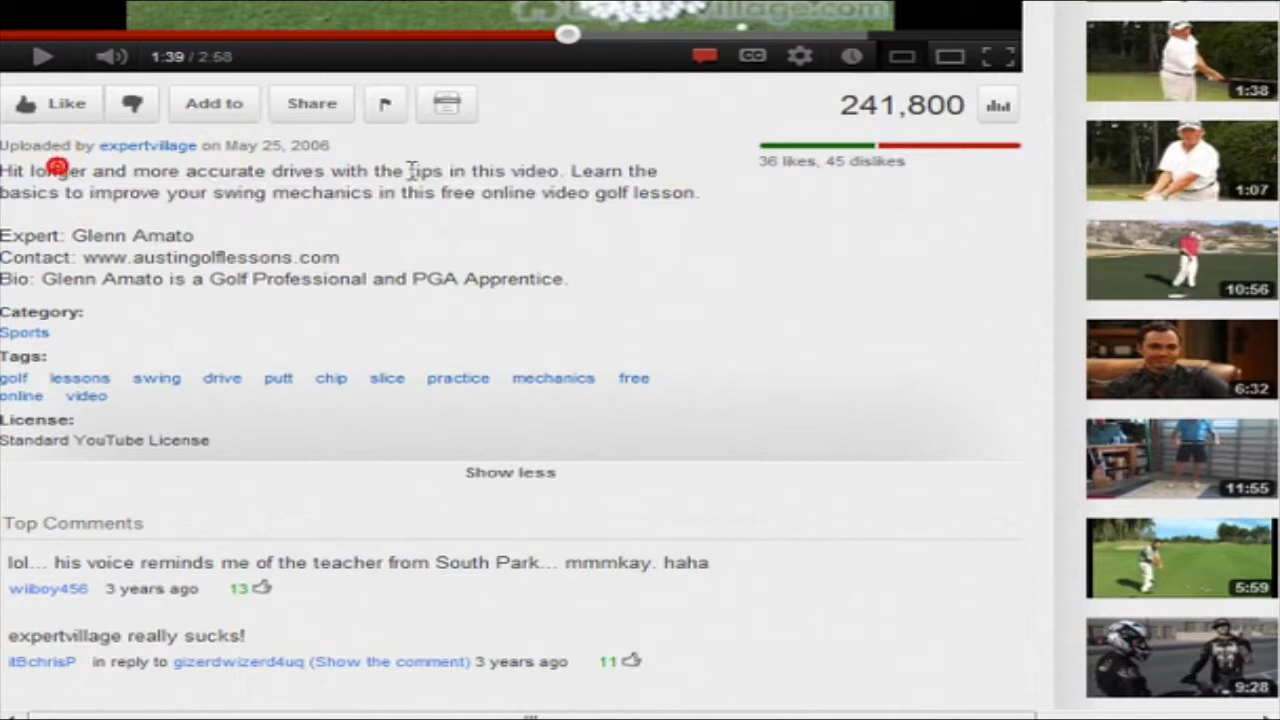 village.com
1:39 / 2:58
CC
Like
Add to
Share
241,800
Uploaded by expertvillage on May 25, 2006
36 likes, 45 dislikes
Hit longer and more accurate drives with the tips in this video. Learn the
basics to improve your swing mechanics in this free online video golf lesson.
Expert: Glenn Amato
Contact: www.austingolflessons.com
Bio: Glenn Amato is a Golf Professional and PGA Apprentice.
Category:
Sports
Tags:
golf lessons swing drive putt chip slice practice mechanics free
online video
License:
Standard YouTube License
Show less
Top Comments
lol... his voice reminds me of the teacher from South Park... mmmkay. haha
wiiboy456 3 years ago 13
expertvillage really sucks!
itBchrisP in reply to gizerdwizerd4uq (Show the comment) 3 years ago 11
1:38
1:07
10:56
6:32
11:55
5:59
9:28